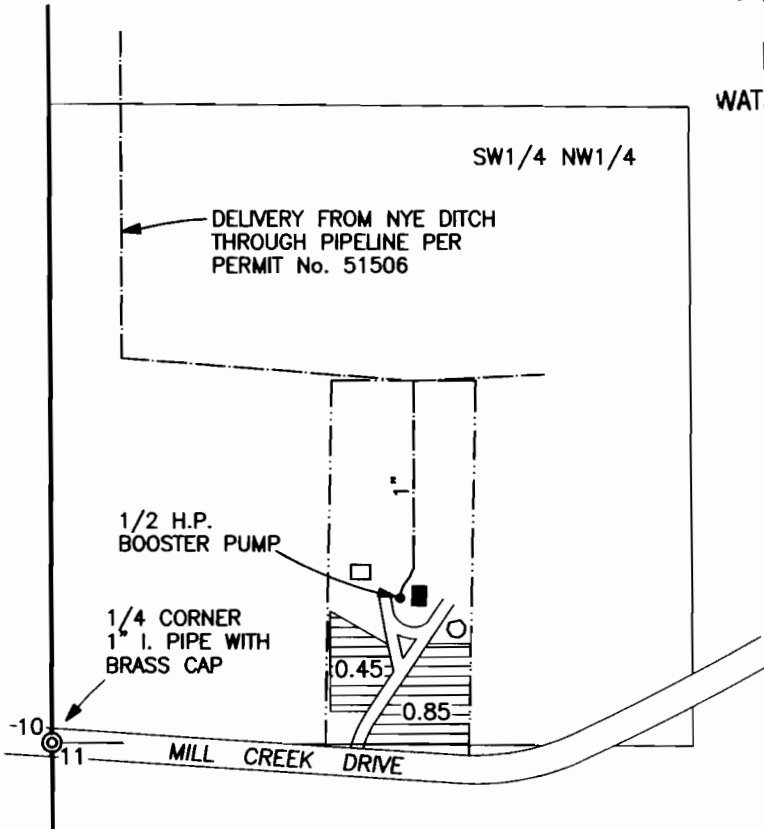 WAT
SW1/4 NW1/4
DELIVERY FROM NYE DITCH
THROUGH PIPELINE PER
PERMIT No. 51506
1"
1/2 H.P.
BOOSTER PUMP
1/4 CORNER
1" I. PIPE WITH
BRASS CAP
0.45
0.85
-10
11
MILL CREEK DRIVE